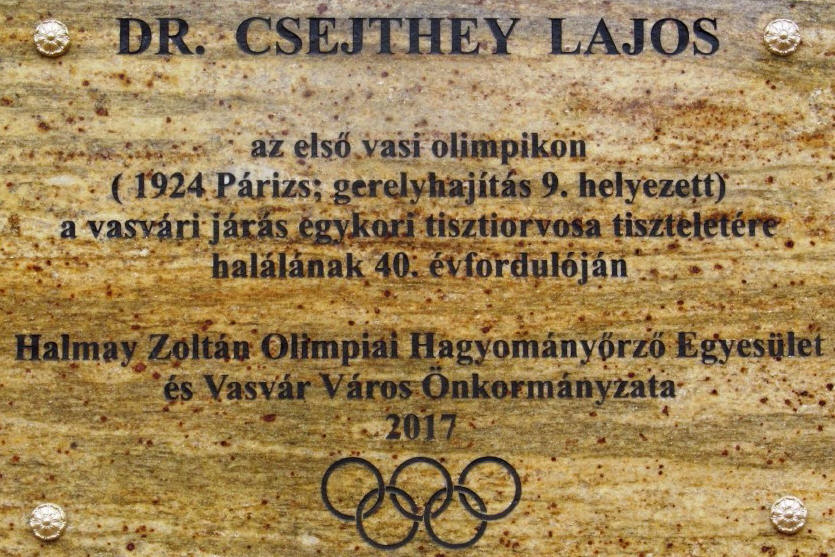 DR. CSEJTHEY LAJOS
az első vasi olimpikon
( 1924 Párizs; gerelyhajítás 9. helyezett)
a vasvári járás egykori tisztiorvosa tiszteletére
halálának 40. évfordulóján
Halmay Zoltán Olimpiai Hagyományőrző Egyesület
és Vasvár Város Önkormányzata
2017